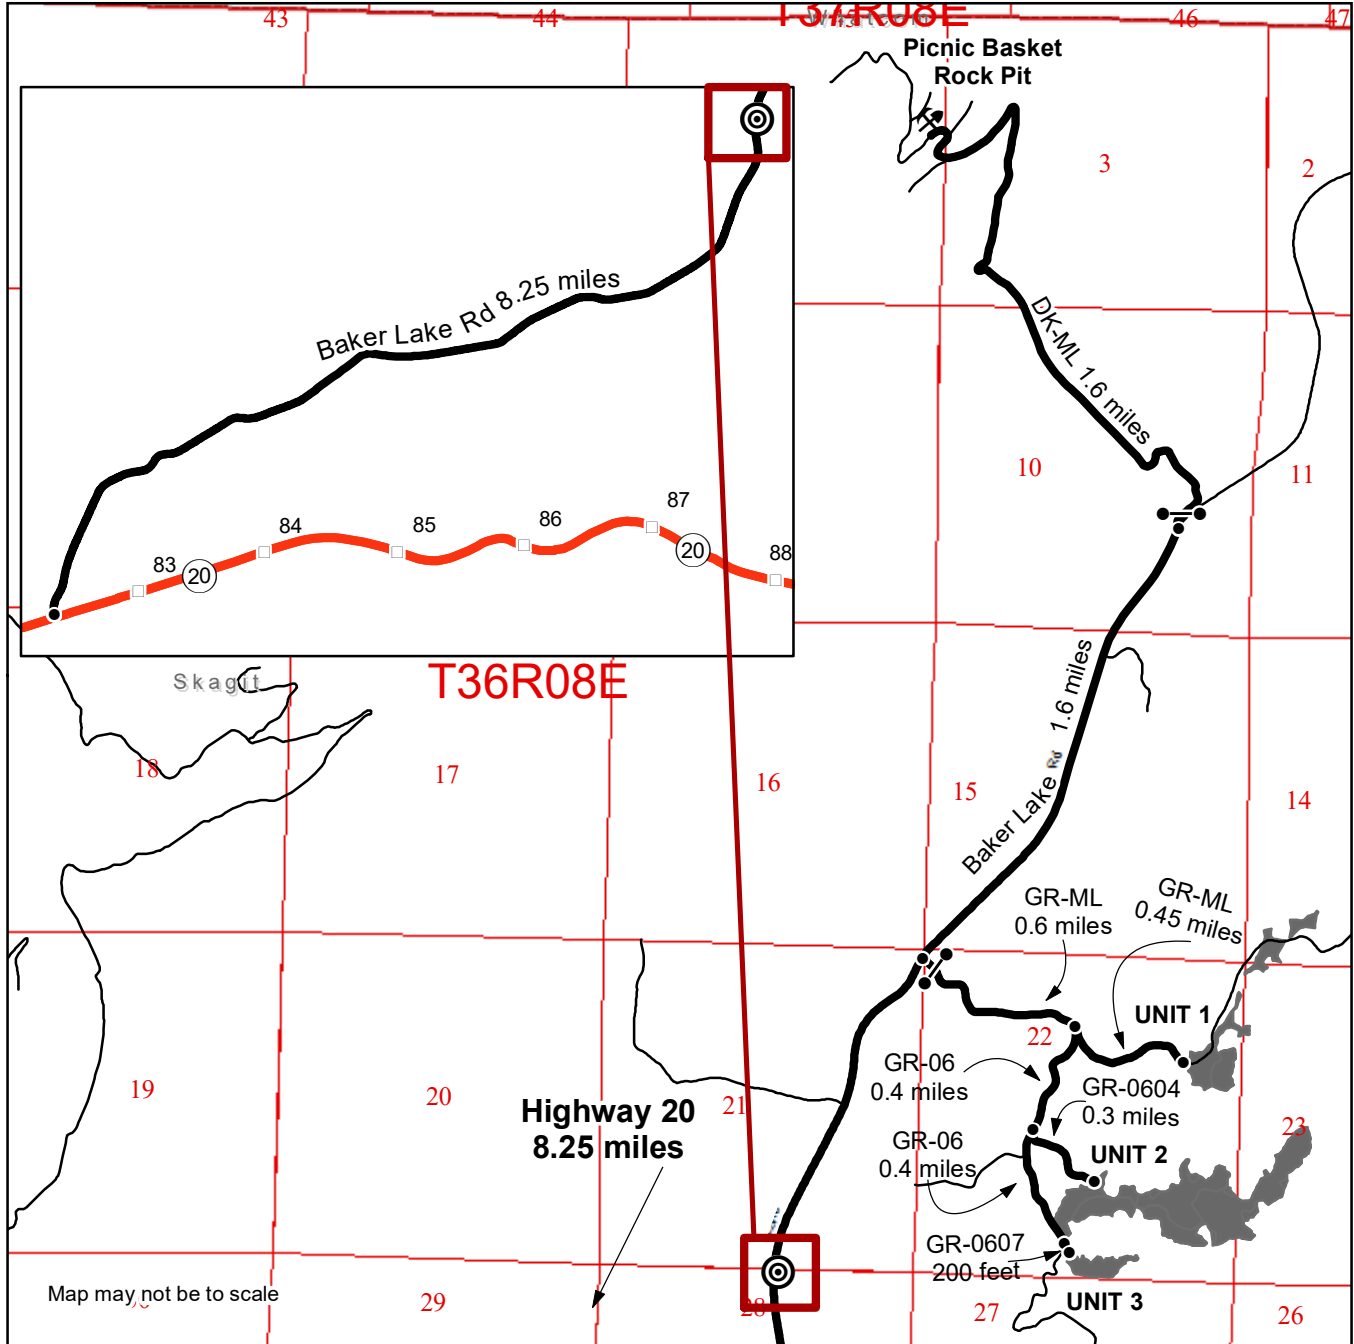 43
44
45
46
47
T37R08E
Picnic Basket
Rock Pit
3
2
Baker Lake Rd 8.25 miles
DK-ML 1.6 miles
10
11
83
20
84
85
86
87
20
88
Skagit
T36R08E
18
17
16
15
14
Baker Lake Rd 1.6 miles
GR-ML
0.6 miles
GR-ML
0.45 miles
UNIT 1
22
19
20
21
23
Highway 20
8.25 miles
GR-06
0.4 miles
GR-0604
0.3 miles
GR-06
0.4 miles
UNIT 2
GR-0607
200 feet
UNIT 3
Map may not be to scale
29
28
27
26